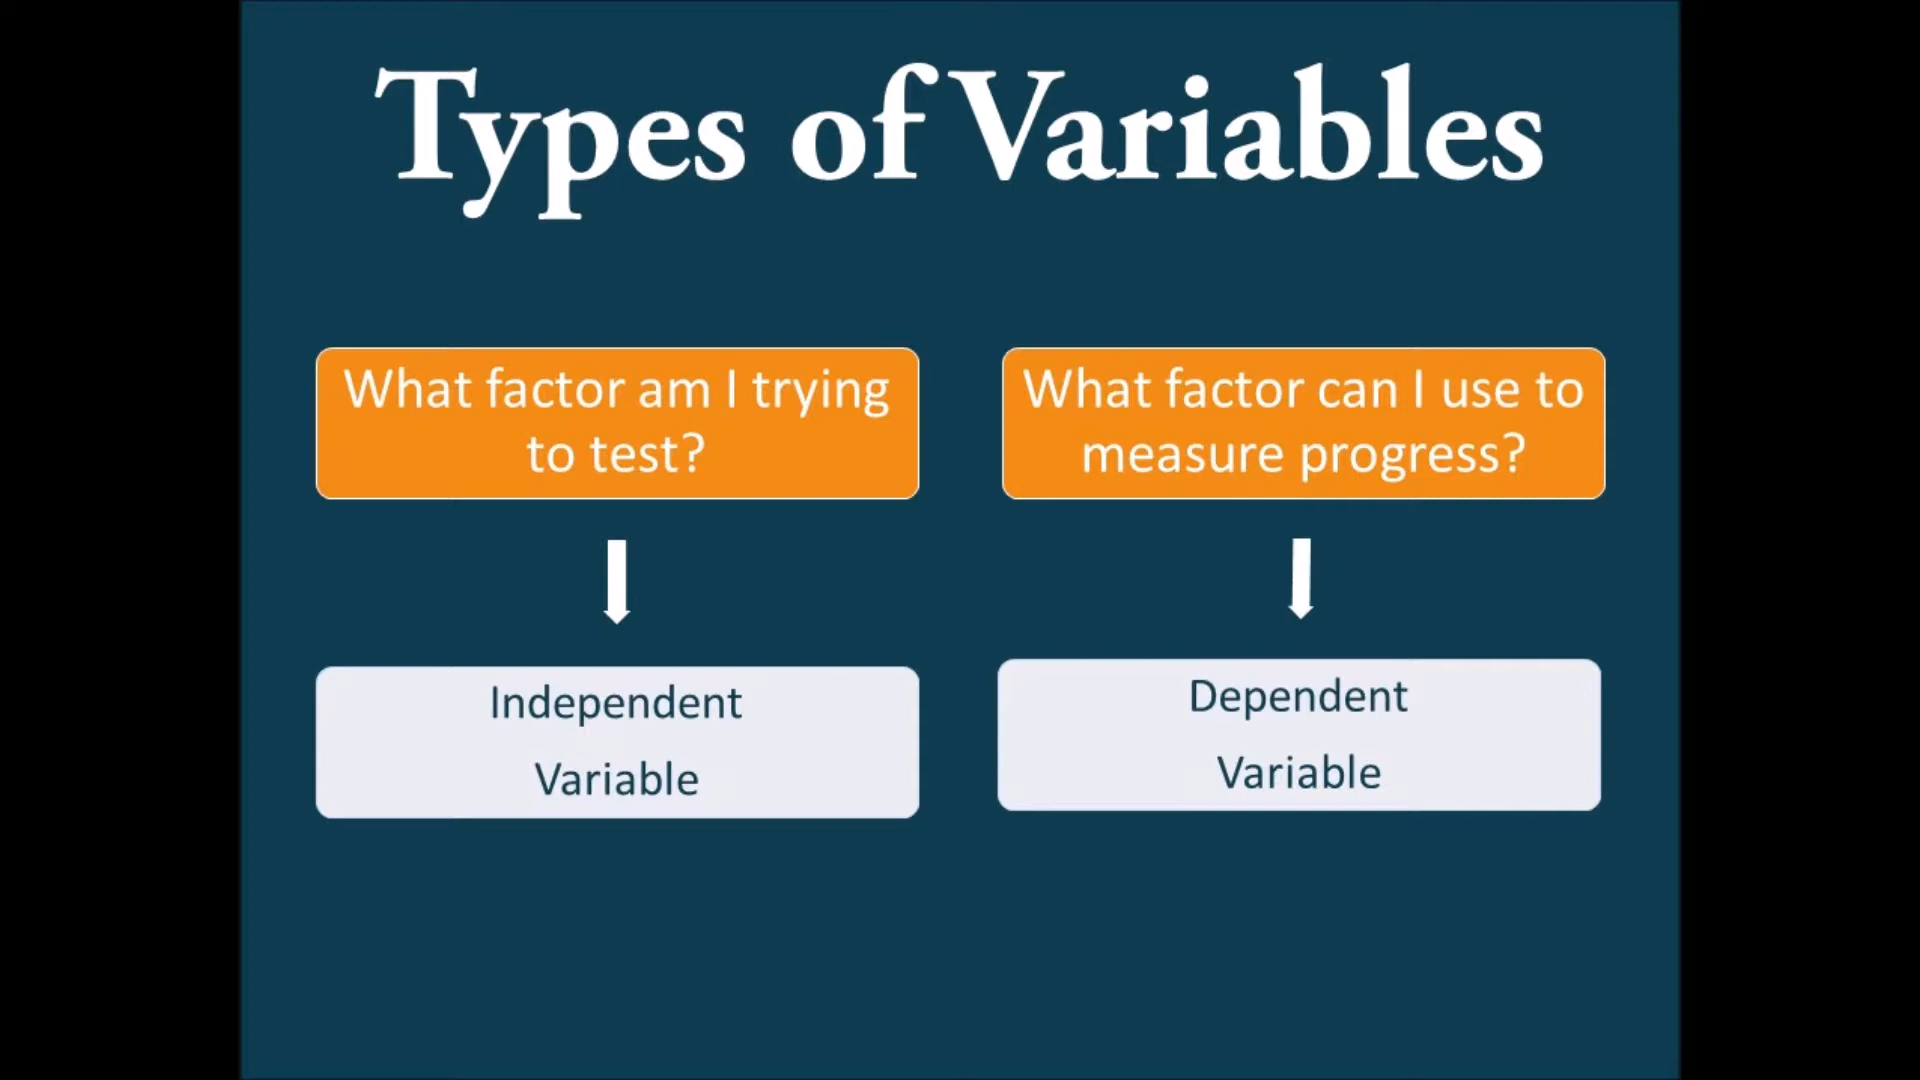 Types of Variables
What factor am I trying
to test?
What factor can I use to
measure progress?
Independent
Variable
Dependent
Variable